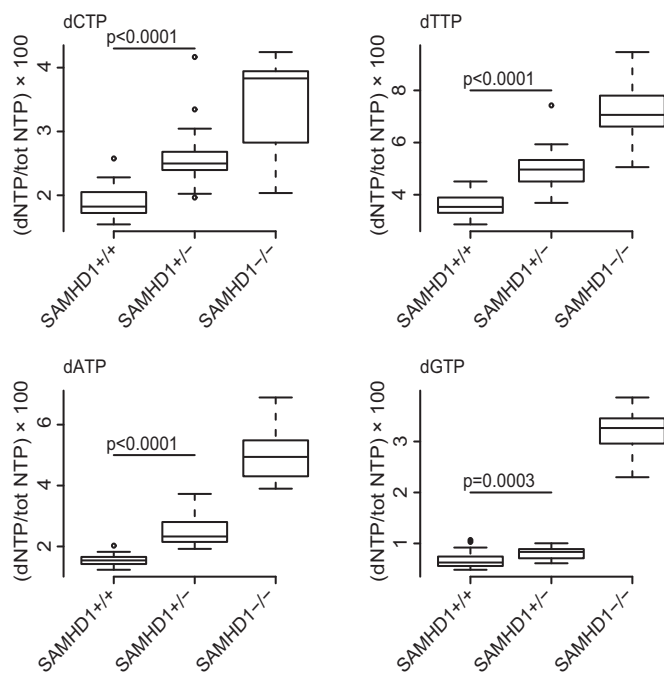 dCTP
(dNTP/tot NTP) × 100
4
3
2
p<0.0001
SAMHD1+/+
SAMHD1+/−
SAMHD1−/−
dTTP
(dNTP/tot NTP) × 100
8
6
4
p<0.0001
SAMHD1+/+
SAMHD1+/−
SAMHD1−/−
dATP
(dNTP/tot NTP) × 100
6
4
2
p<0.0001
SAMHD1+/+
SAMHD1+/−
SAMHD1−/−
dGTP
(dNTP/tot NTP) × 100
3
2
1
p=0.0003
SAMHD1+/+
SAMHD1+/−
SAMHD1−/−